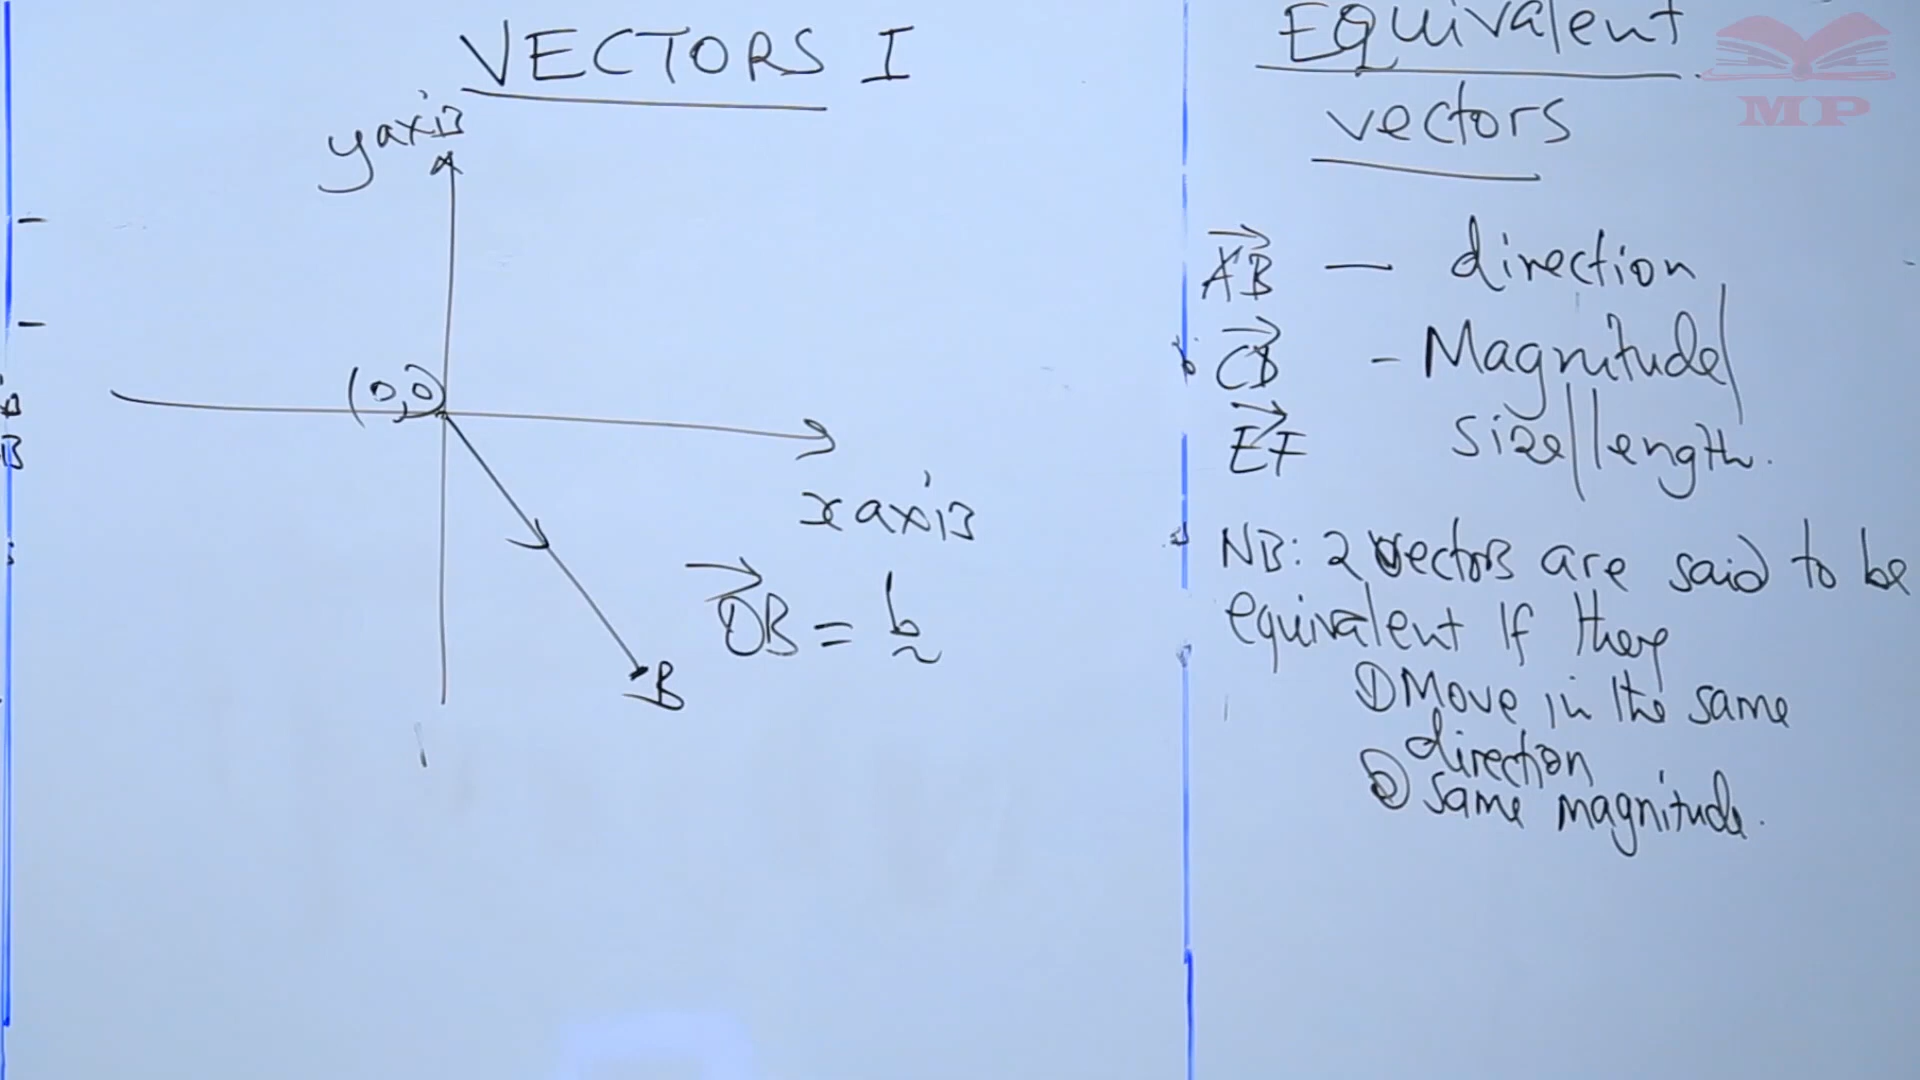 VECTORS I
y axis
(0,0)
x axis
OB = b
B
Equivalent
vectors
AB — direction
CD - Magnitude/
EF size/length.
NB: 2 vectors are said to be
equivalent if they
① Move in the same
direction
② same magnitude.
MP